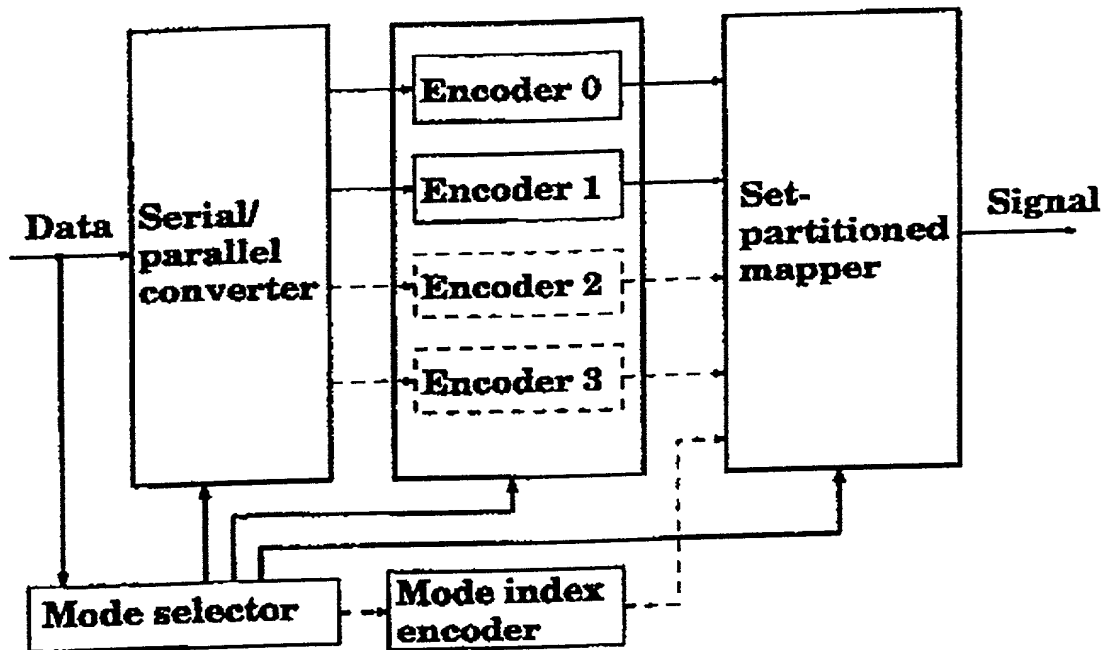 Data
Serial/
parallel
converter
Encoder 0
Encoder 1
Encoder 2
Encoder 3
Set-
partitioned
mapper
Signal
Mode selector
Mode index
encoder